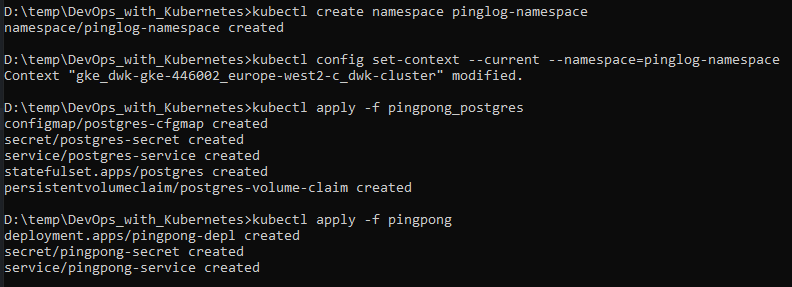 D:\temp\DevOps_with_Kubernetes>kubectl create namespace pinglog-namespace
namespace/pinglog-namespace created
D:\temp\DevOps_with_Kubernetes>kubectl config set-context --current --namespace=pinglog-namespace
Context "gke_dwk-gke-446002_europe-west2-c_dwk-cluster" modified.
D:\temp\DevOps_with_Kubernetes>kubectl apply -f pingpong_postgres
configmap/postgres-cfgmap created
secret/postgres-secret created
service/postgres-service created
statefulset.apps/postgres created
persistentvolumeclaim/postgres-volume-claim created
D:\temp\DevOps_with_Kubernetes>kubectl apply -f pingpong
deployment.apps/pingpong-depl created
secret/pingpong-secret created
service/pingpong-service created